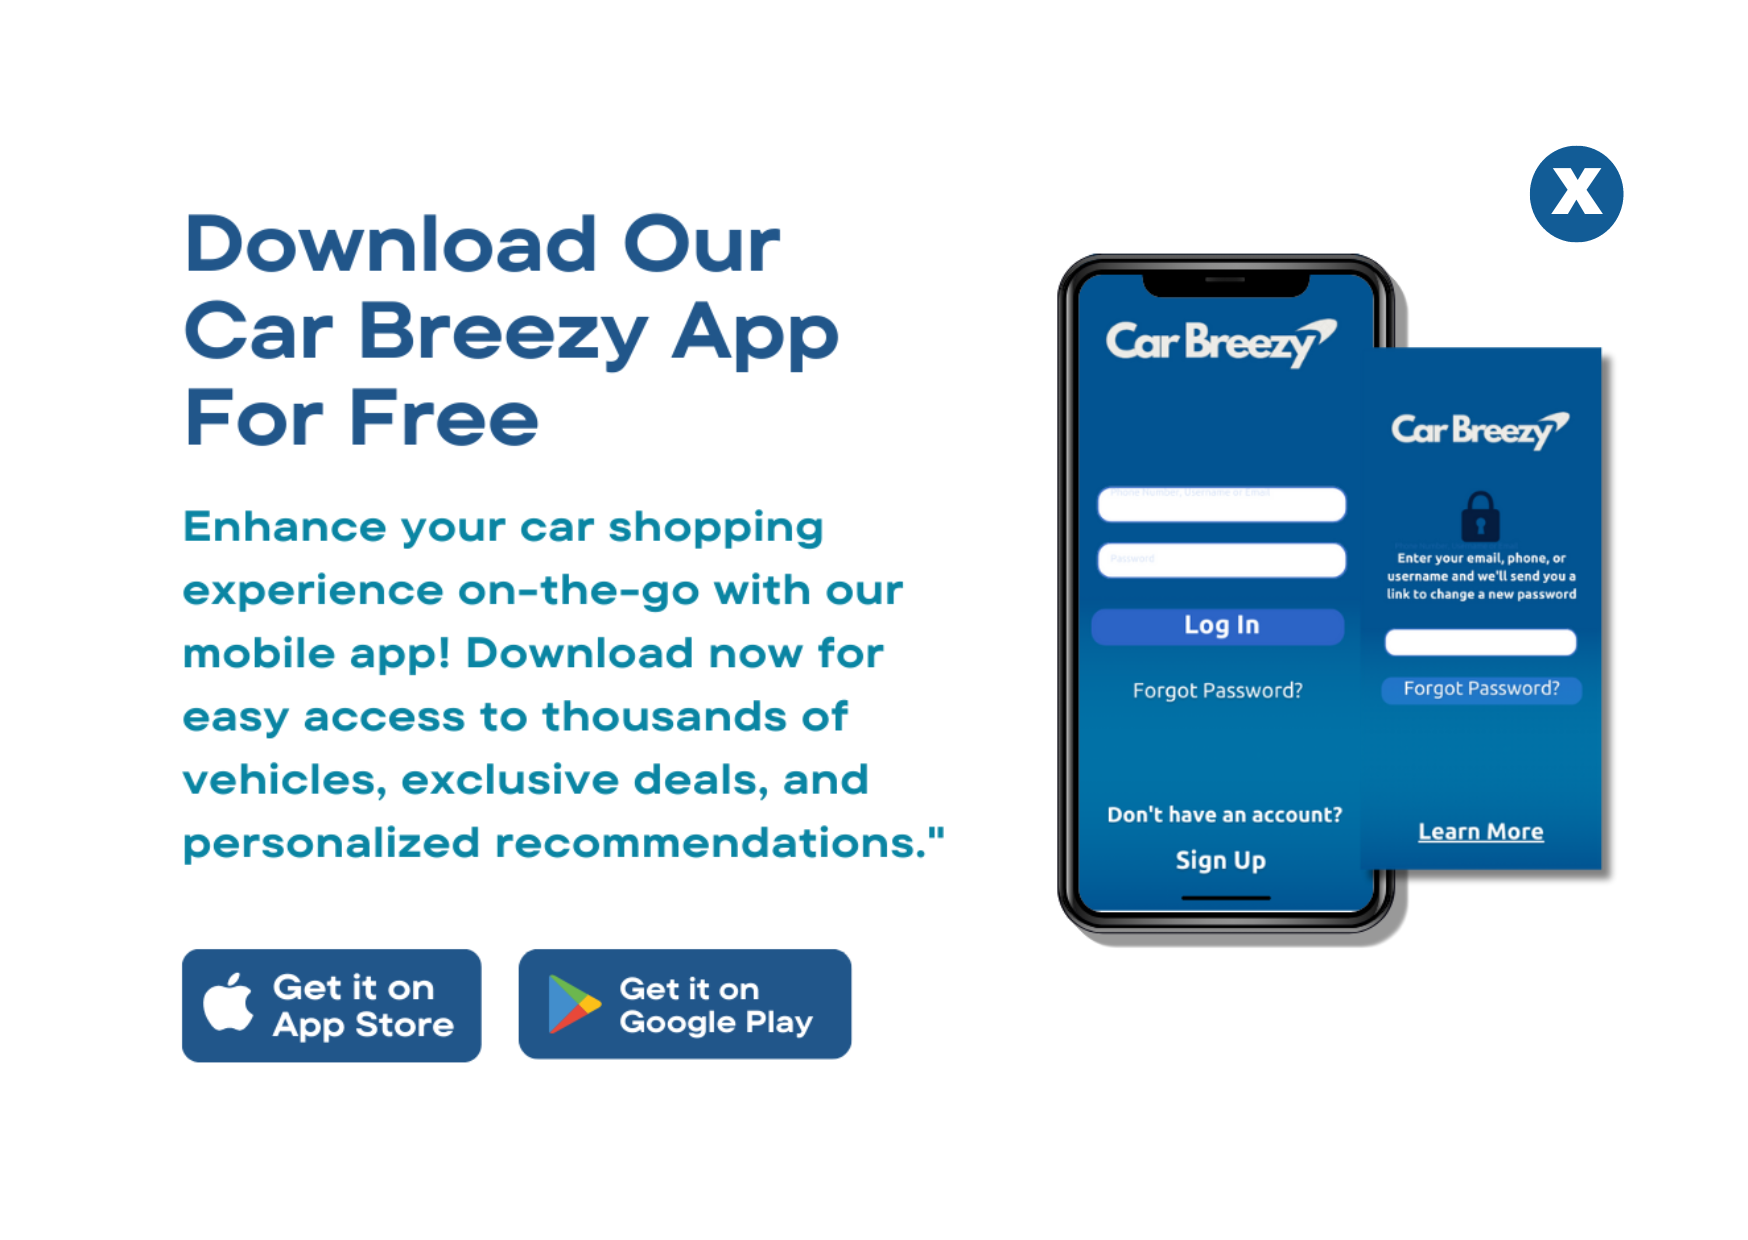 X
Download Our
Car Breezy App
For Free
Enhance your car shopping
experience on-the-go with our
mobile app! Download now for
easy access to thousands of
vehicles, exclusive deals, and
personalized recommendations."
Get it on
App Store
Get it on
Google Play
Car Breezy
Phone Number, Username or Email
Password
Log In
Forgot Password?
Don't have an account?
Sign Up
Car Breezy
Enter your email, phone, or
username and we'll send you a
link to change a new password
Forgot Password?
Learn More